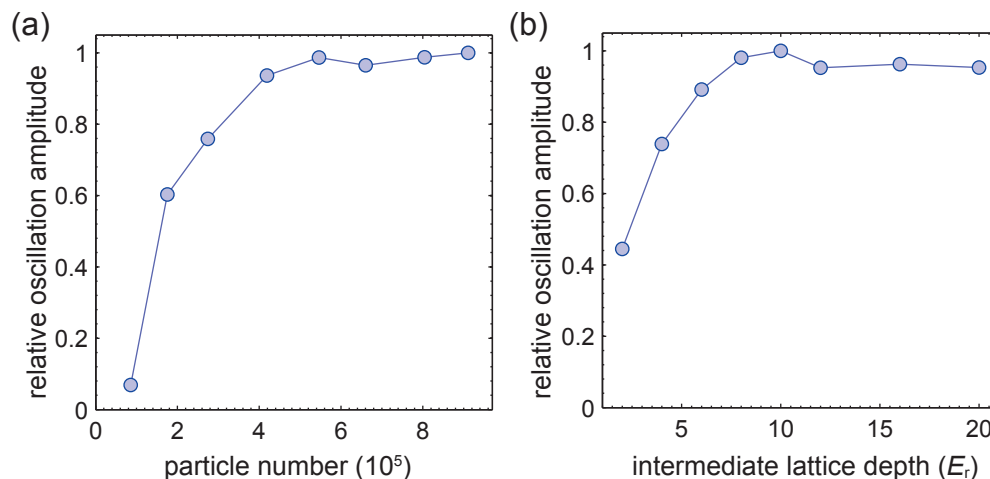 (a)
relative oscillation amplitude
1
0.8
0.6
0.4
0.2
0
0 2 4 6 8
particle number (10⁵)
(b)
relative oscillation amplitude
1
0.8
0.6
0.4
0.2
0
5 10 15 20
intermediate lattice depth (Eᵣ)